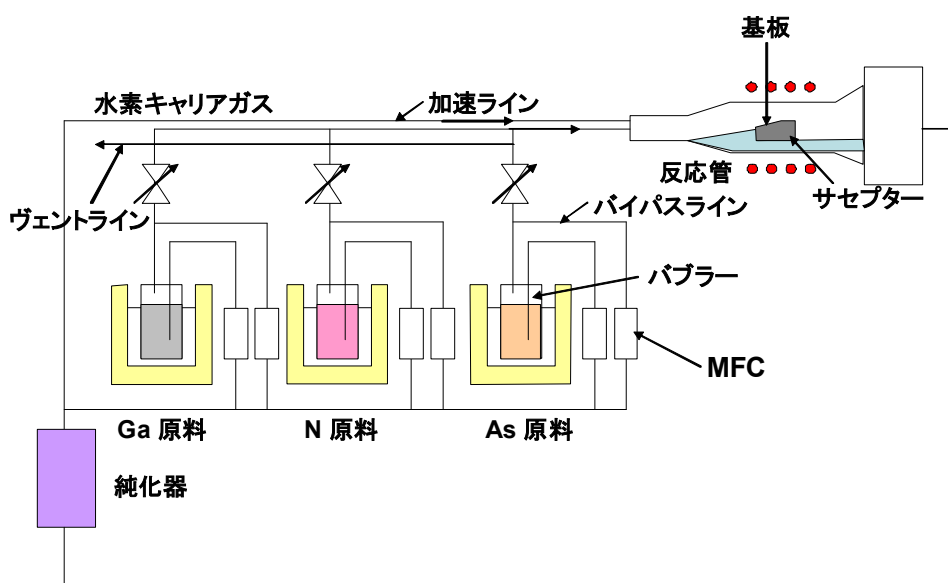 基板
水素キャリアガス
加速ライン
反応管
サセプター
ヴェントライン
バイパスライン
バブラー
MFC
Ga 原料
N 原料
As 原料
純化器